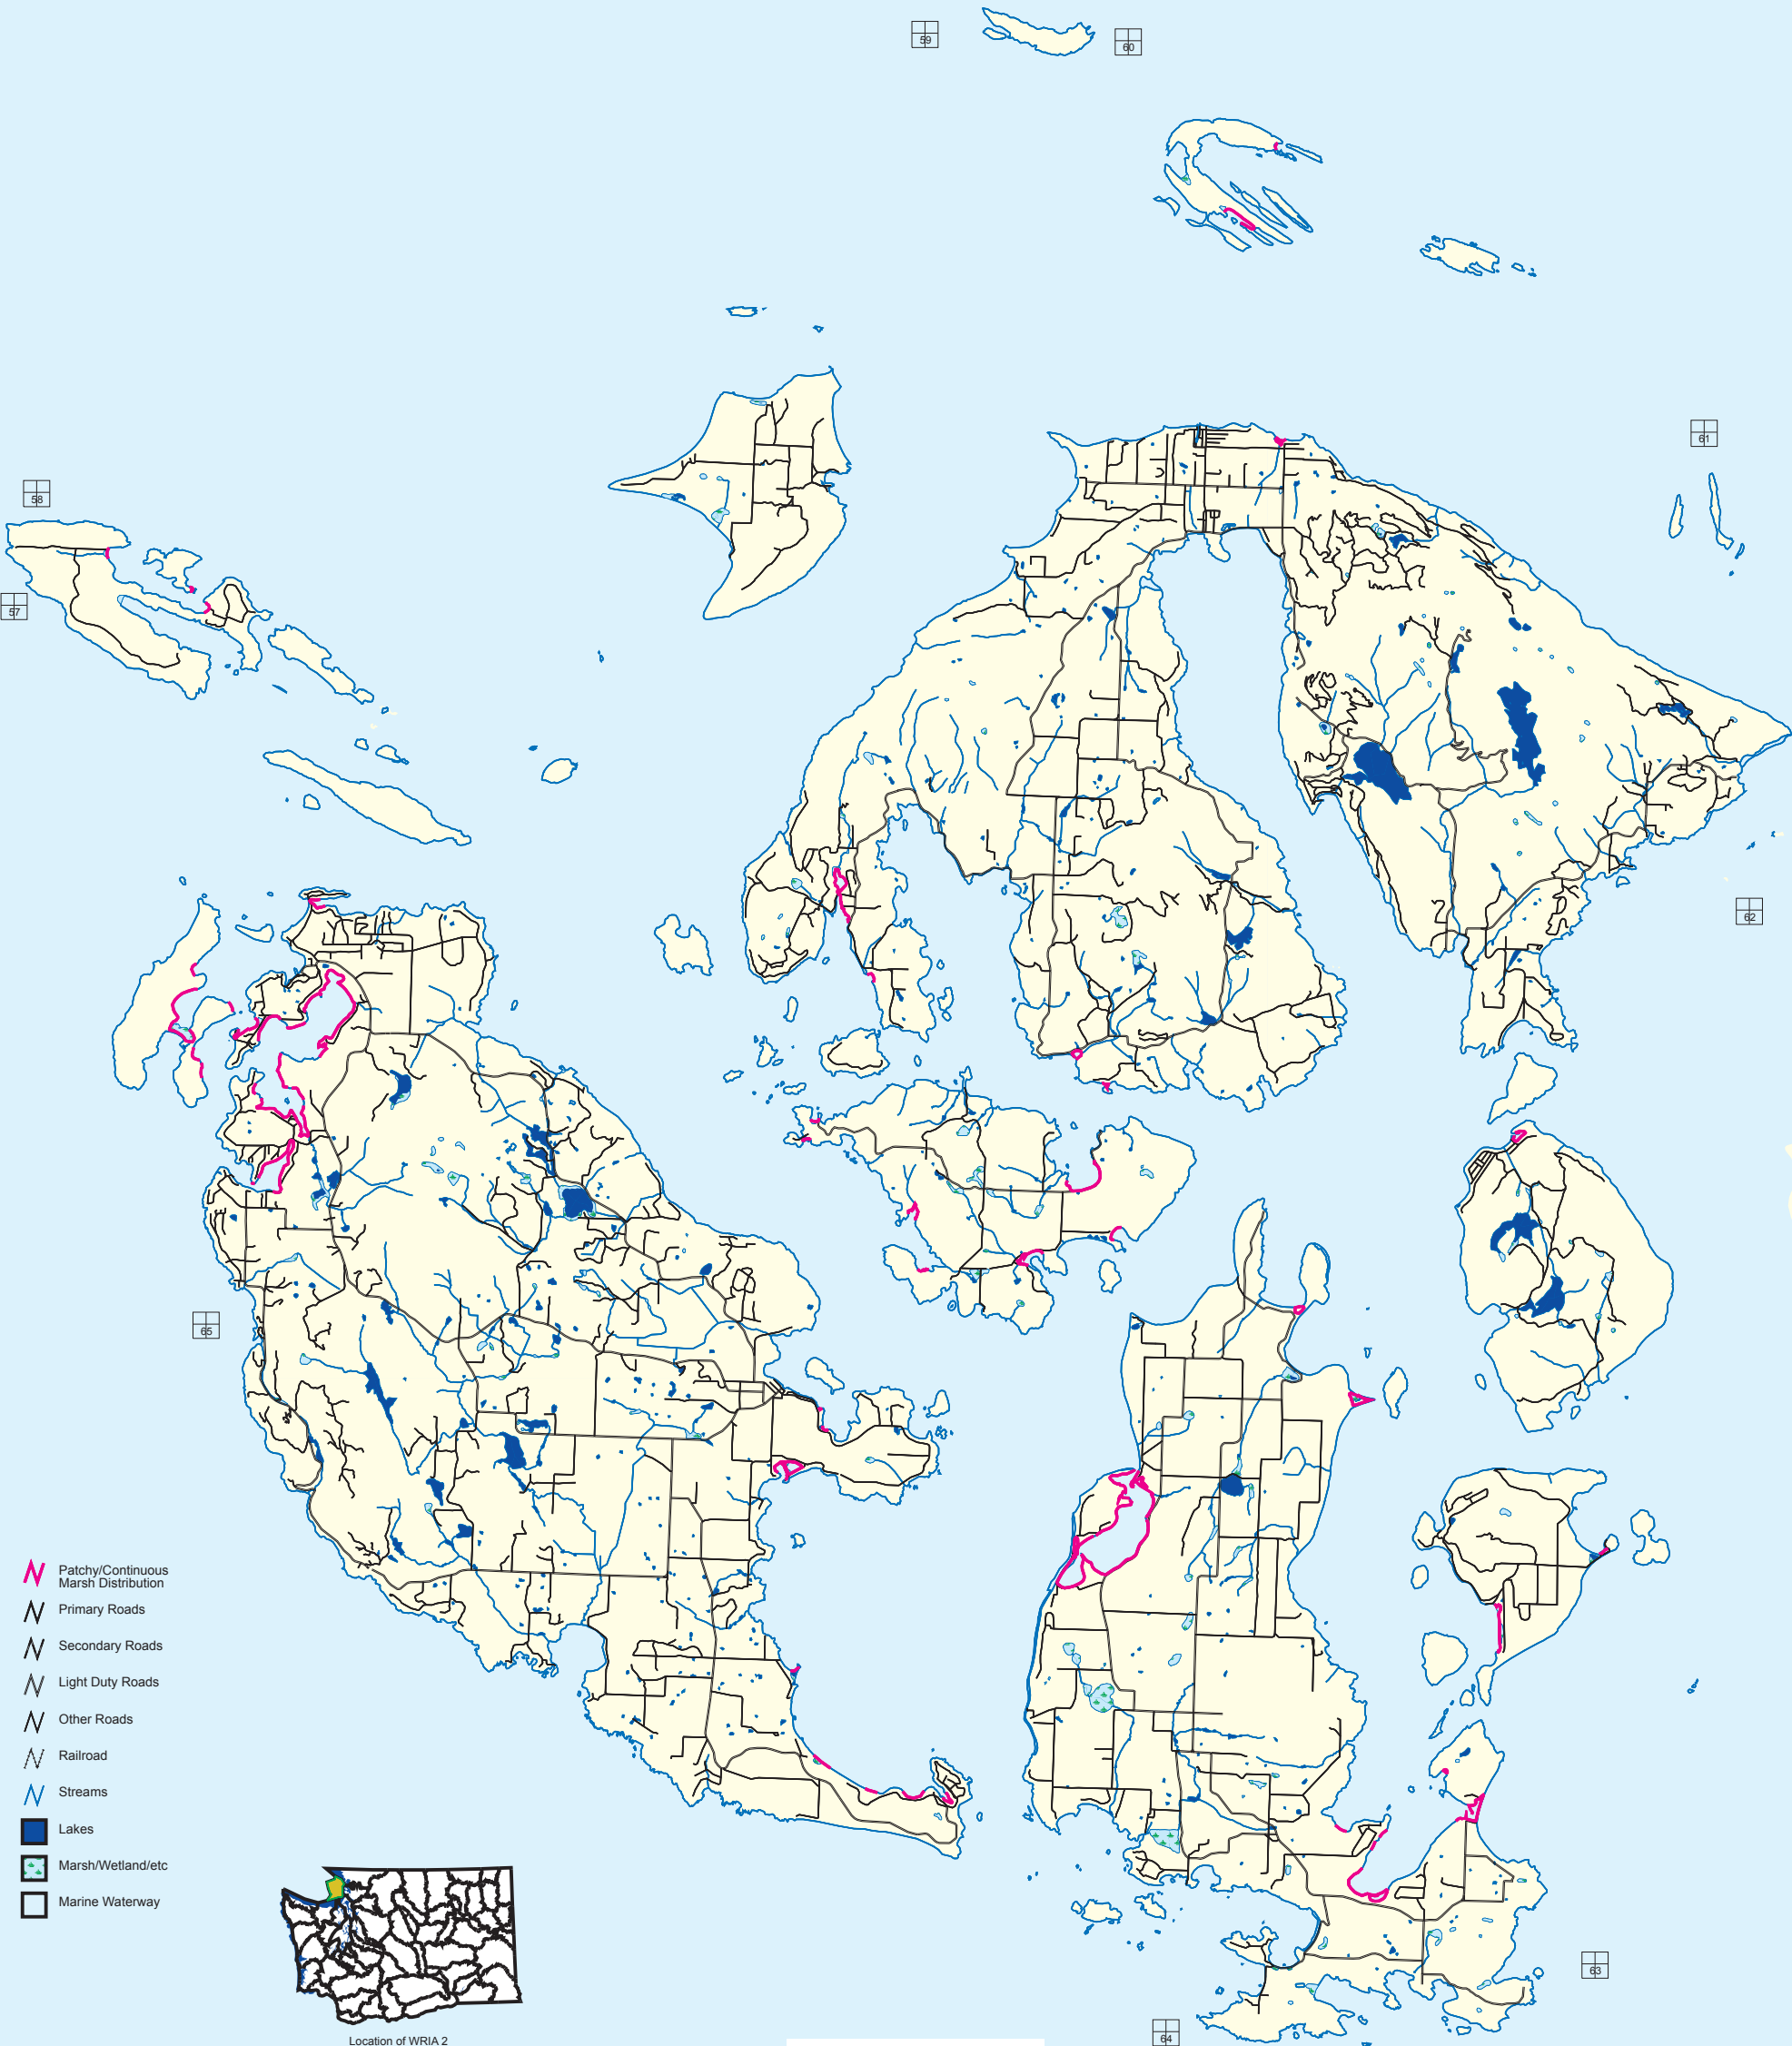 59
60
61
58
57
62
65
Patchy/Continuous
Marsh Distribution
Primary Roads
Secondary Roads
Light Duty Roads
Other Roads
Railroad
Streams
Lakes
Marsh/Wetland/etc
Marine Waterway
63
64
Location of WRIA 2